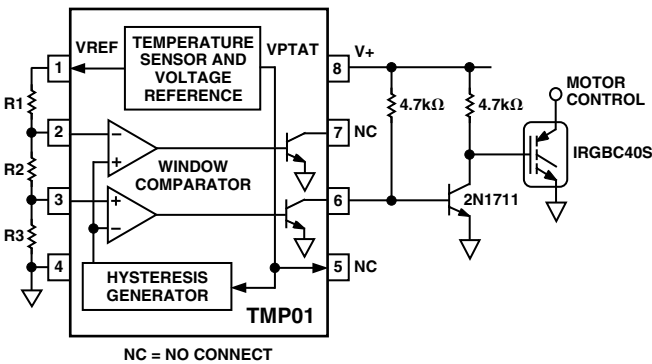 TEMPERATURE
SENSOR AND
VOLTAGE
REFERENCE
VREF
VPTAT
1
2
3
4
R1
R2
R3
WINDOW
COMPARATOR
HYSTERESIS
GENERATOR
TMP01
8
7
6
5
V+
NC
NC
4.7kΩ
4.7kΩ
2N1711
MOTOR
CONTROL
IRGBC40S
NC = NO CONNECT